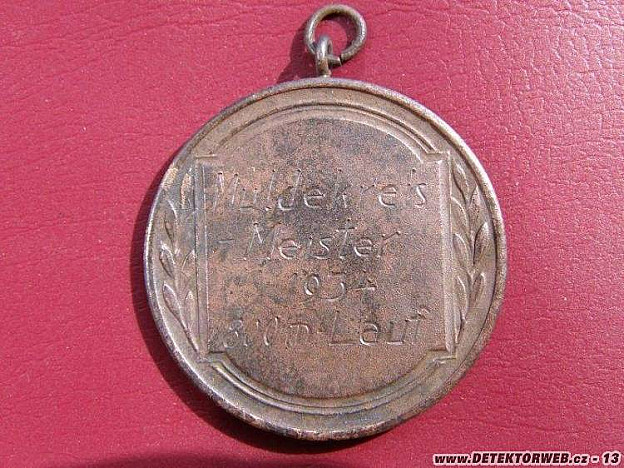 Muldekreis
-Meister
1934
800m-Lauf
www.DETEKTORWEB.cz - 13